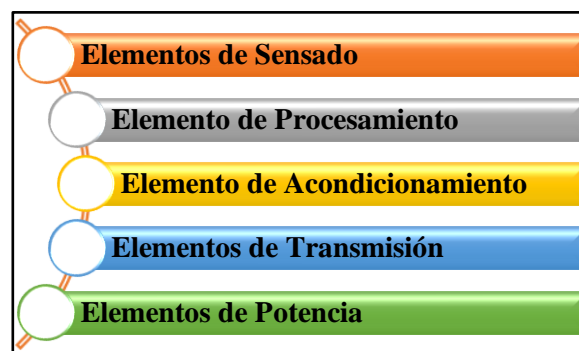 Elementos de Sensado
Elemento de Procesamiento
Elemento de Acondicionamiento
Elementos de Transmisión
Elementos de Potencia